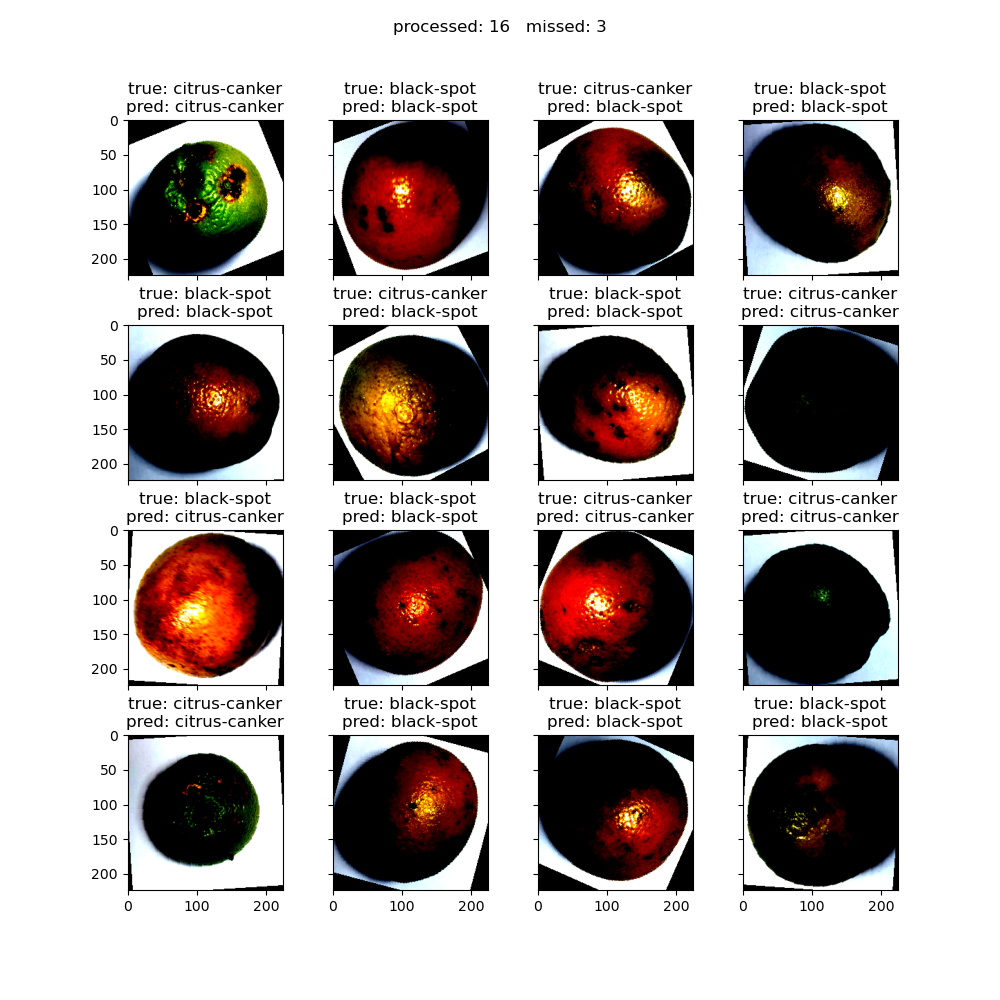 processed: 16   missed: 3
true: citrus-canker
pred: citrus-canker
true: black-spot
pred: black-spot
true: citrus-canker
pred: black-spot
true: black-spot
pred: black-spot
0
50
100
150
200
true: black-spot
pred: black-spot
true: citrus-canker
pred: black-spot
true: black-spot
pred: black-spot
true: citrus-canker
pred: citrus-canker
0
50
100
150
200
true: black-spot
pred: citrus-canker
true: black-spot
pred: black-spot
true: citrus-canker
pred: citrus-canker
true: citrus-canker
pred: citrus-canker
0
50
100
150
200
true: citrus-canker
pred: citrus-canker
true: black-spot
pred: black-spot
true: black-spot
pred: black-spot
true: black-spot
pred: black-spot
0
50
100
150
200
0 100 200
0 100 200
0 100 200
0 100 200